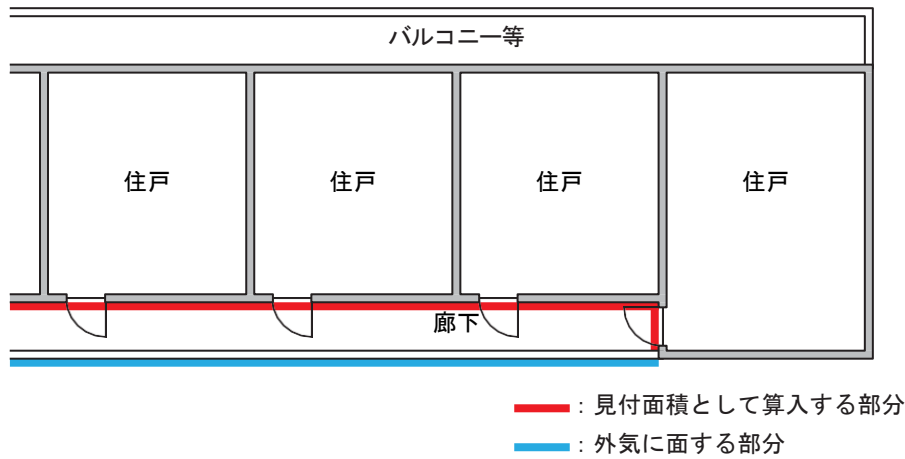 バルコニー等
住戸
住戸
住戸
住戸
廊下
：見付面積として算入する部分
：外気に面する部分